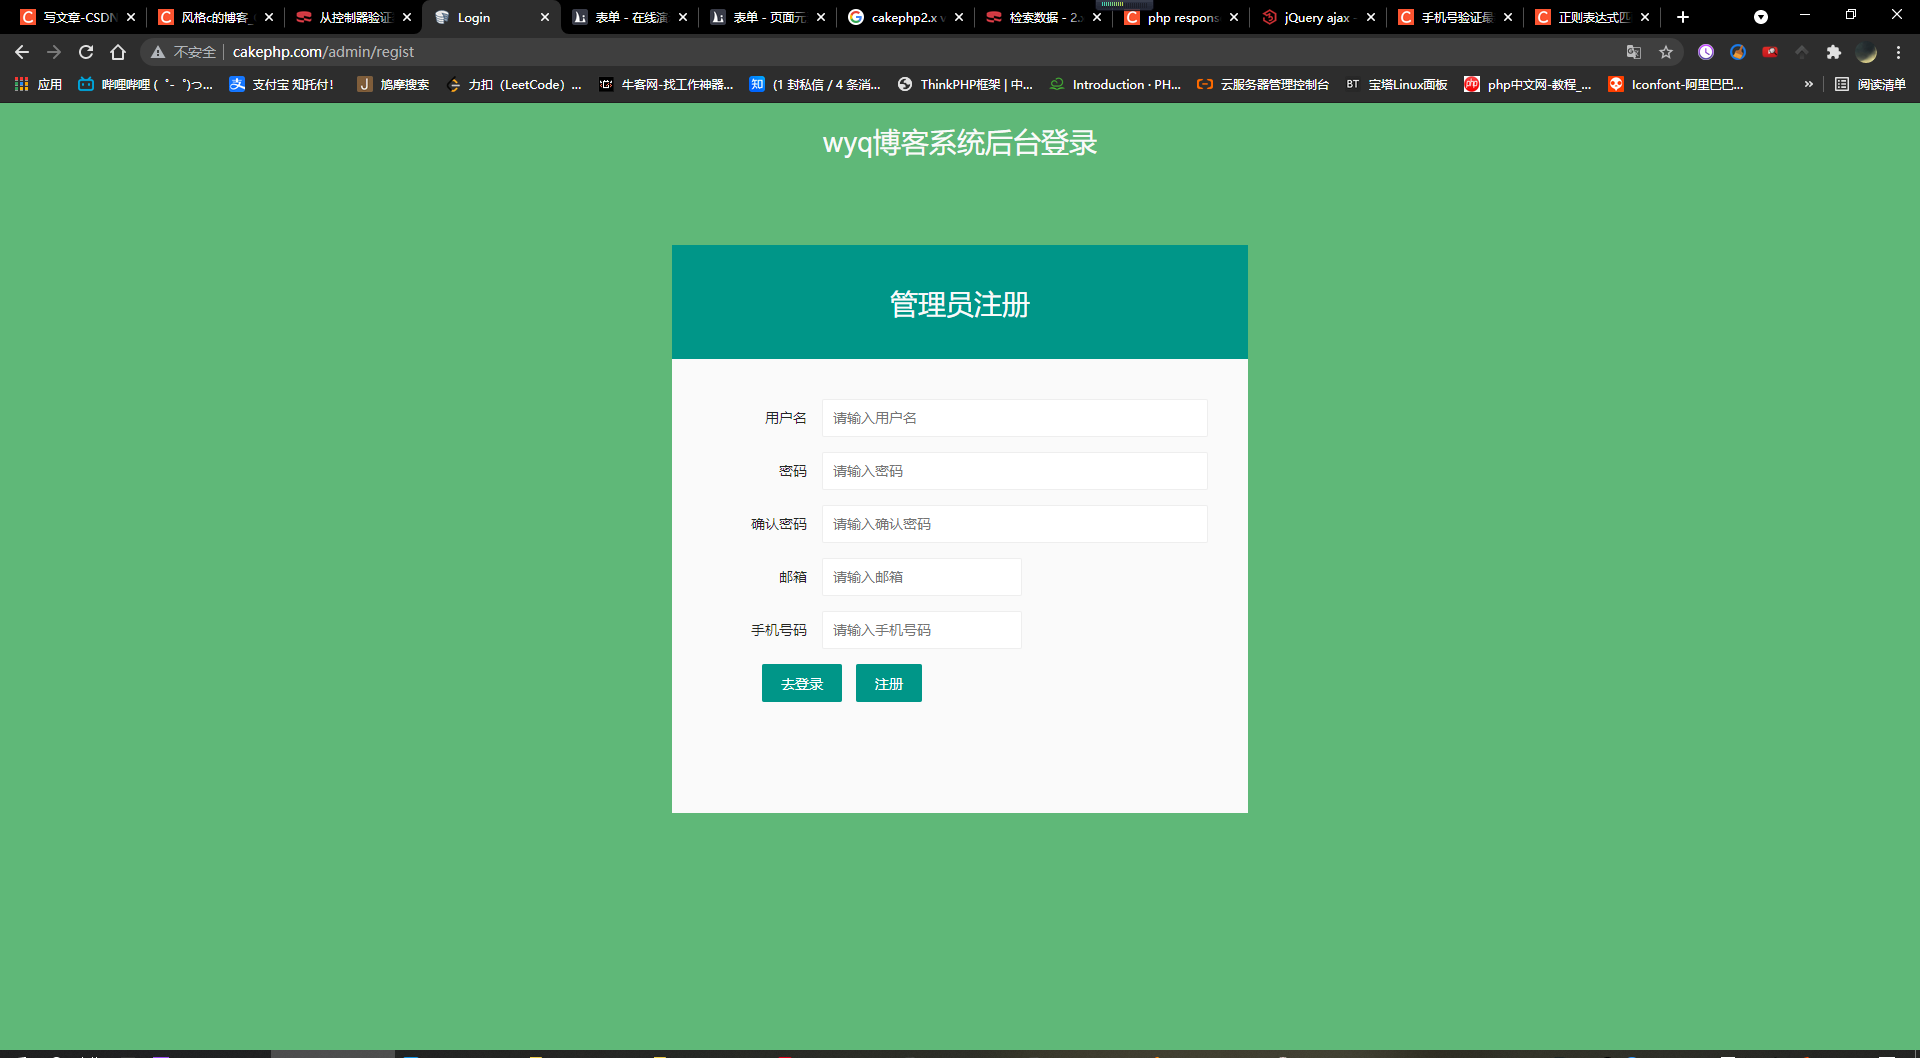 写文章-CSDN
风格c的博客_
从控制器验证
Login
表单 - 在线演
表单 - 页面元
cakephp2.x v
检索数据 - 2.
php respons
jQuery ajax -
手机号验证最
正则表达式匹
不安全 cakephp.com/admin/regist
应用
哔哩哔哩 ( ゜- ゜)つ...
支付宝 知托付!
鸠摩搜索
力扣 (LeetCode) ...
牛客网-找工作神器...
(1 封私信 / 4 条消...
ThinkPHP框架 | 中...
Introduction · PH...
云服务器管理控制台
BT 宝塔Linux面板
php中文网-教程_...
Iconfont-阿里巴巴...
»
阅读清单
wyq博客系统后台登录
管理员注册
用户名 请输入用户名
密码 请输入密码
确认密码 请输入确认密码
邮箱 请输入邮箱
手机号码 请输入手机号码
去登录 注册